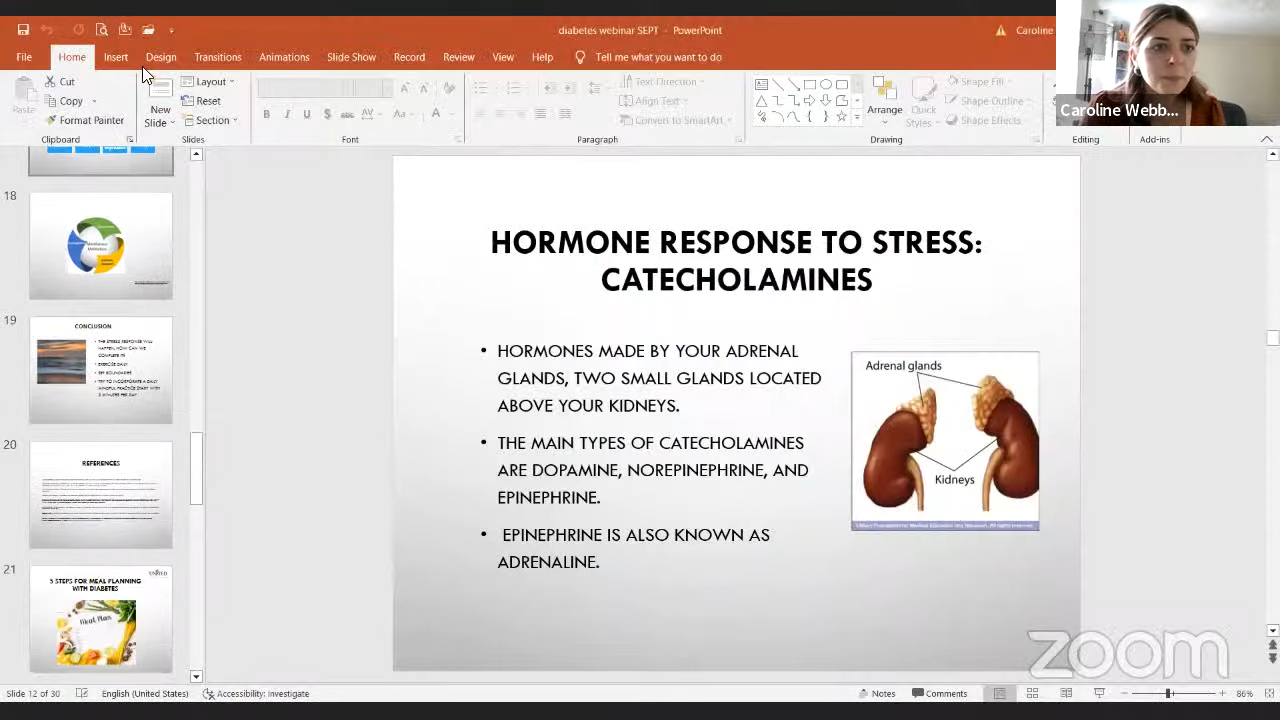 diabetes webinar SEPT - PowerPoint
Caroline
File Home Insert Design Transitions Animations Slide Show Record Review View Help Tell me what you want to do
Paste
Cut
Copy
Format Painter
Clipboard
New
Slide
Layout
Reset
Section
Slides
Font
Text Direction
Align Text
Convert to SmartArt
Paragraph
Arrange
Quick
Styles
Shape Fill
Shape Outline
Shape Effects
Drawing
Editing
Add-ins
Caroline Webb...
18
19
CONCLUSION
20
REFERENCES
21
5 STEPS FOR MEAL PLANNING
WITH DIABETES
Meal Plan
HORMONE RESPONSE TO STRESS:
CATECHOLAMINES
• HORMONES MADE BY YOUR ADRENAL
GLANDS, TWO SMALL GLANDS LOCATED
ABOVE YOUR KIDNEYS.
• THE MAIN TYPES OF CATECHOLAMINES
ARE DOPAMINE, NOREPINEPHRINE, AND
EPINEPHRINE.
• EPINEPHRINE IS ALSO KNOWN AS
ADRENALINE.
Adrenal glands
Kidneys
zoom
Slide 12 of 30 English (United States) Accessibility: Investigate Notes Comments 86%